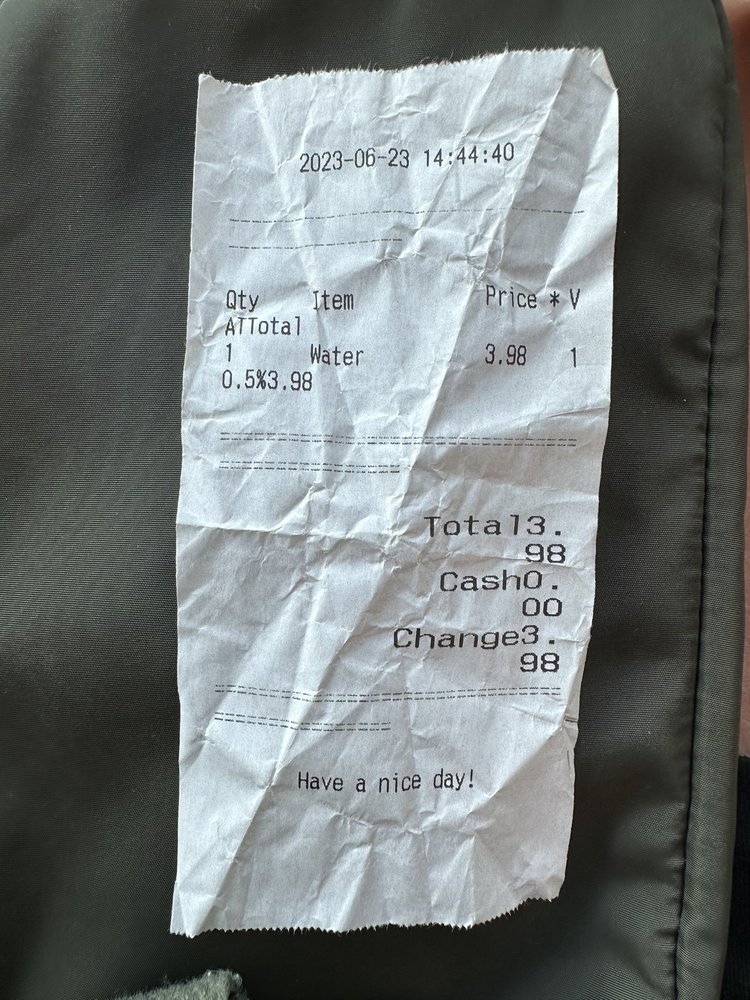 2023-06-23 14:44:40
Qty Item Price * V
ATTotal
1 Water 3.98 1
0.5%3.98
Total3.
98
Cash0.
00
Change3.
98
Have a nice day!